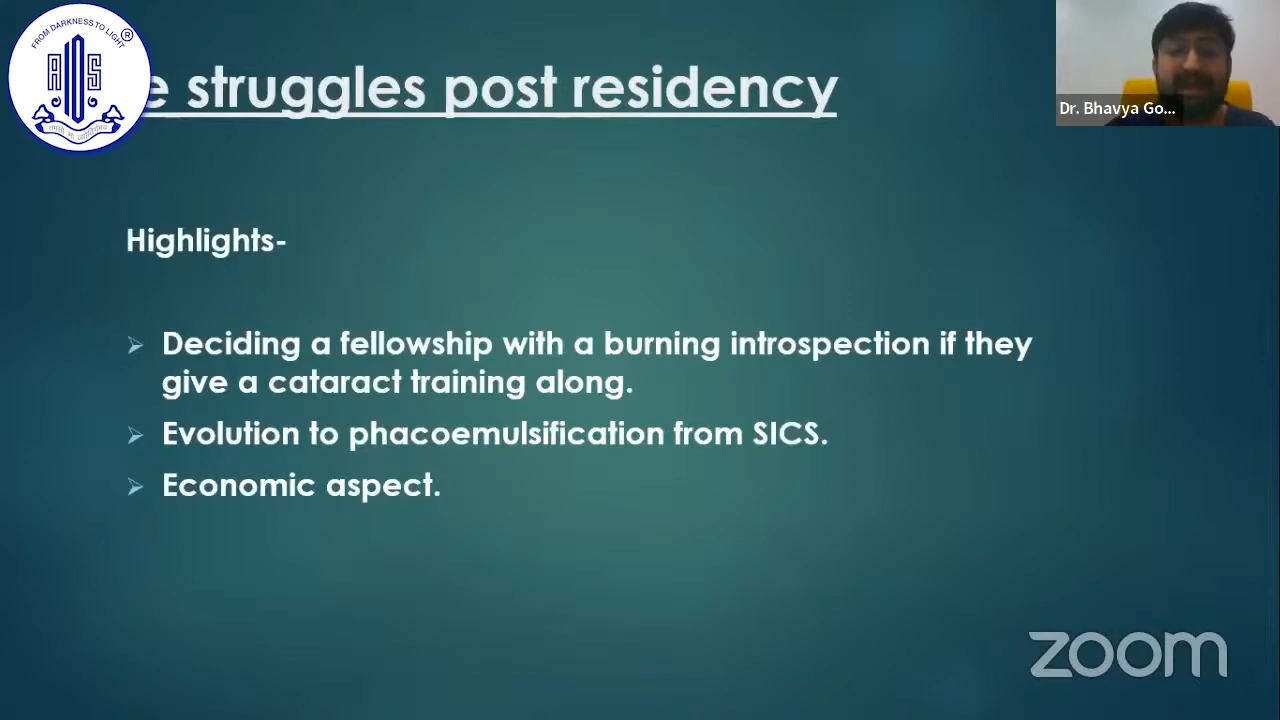 FROM DARKNESS TO LIGHT
®
AIOS
e struggles post residency
Dr. Bhavya Go...
Highlights-
Deciding a fellowship with a burning introspection if they
give a cataract training along.
Evolution to phacoemulsification from SICS.
Economic aspect.
zoom